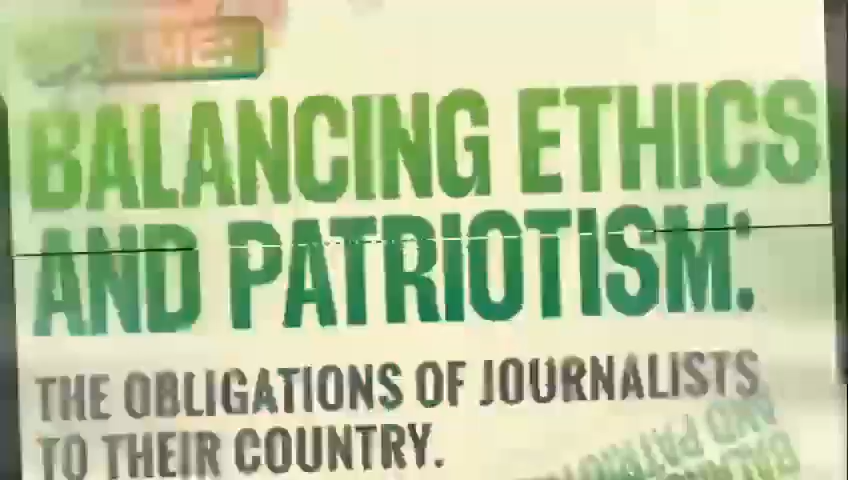 BALANCING ETHICS
AND PATRIOTISM:
THE OBLIGATIONS OF JOURNALISTS
TO THEIR COUNTRY.